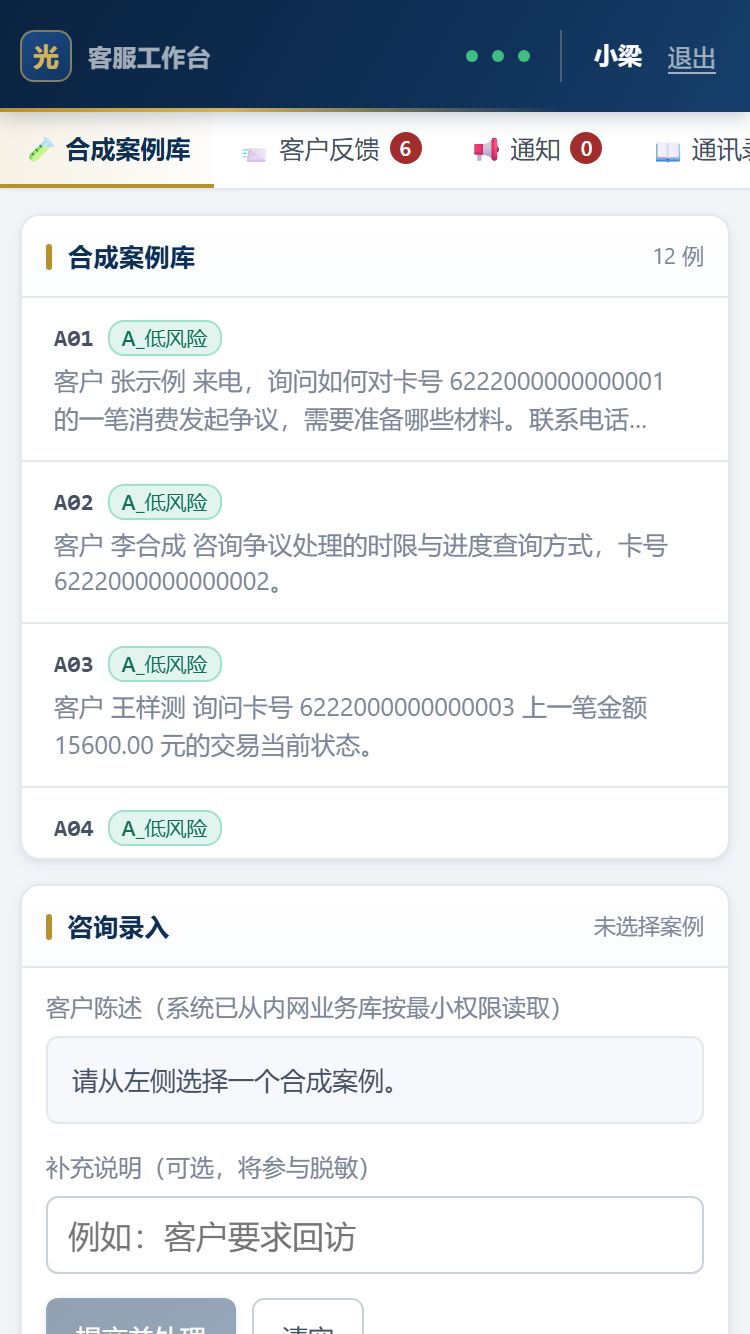 光 客服工作台 小梁 退出
合成案例库 客户反馈 6 通知 0 通讯
合成案例库 12 例
A01 A_低风险
客户 张示例 来电，询问如何对卡号 6222000000000001
的一笔消费发起争议，需要准备哪些材料。联系电话...
A02 A_低风险
客户 李合成 咨询争议处理的时限与进度查询方式，卡号
6222000000000002。
A03 A_低风险
客户 王样测 询问卡号 6222000000000003 上一笔金额
15600.00 元的交易当前状态。
A04 A_低风险
咨询录入 未选择案例
客户陈述（系统已从内网业务库按最小权限读取）
请从左侧选择一个合成案例。
补充说明（可选，将参与脱敏）
例如：客户要求回访
提交并处理 清空